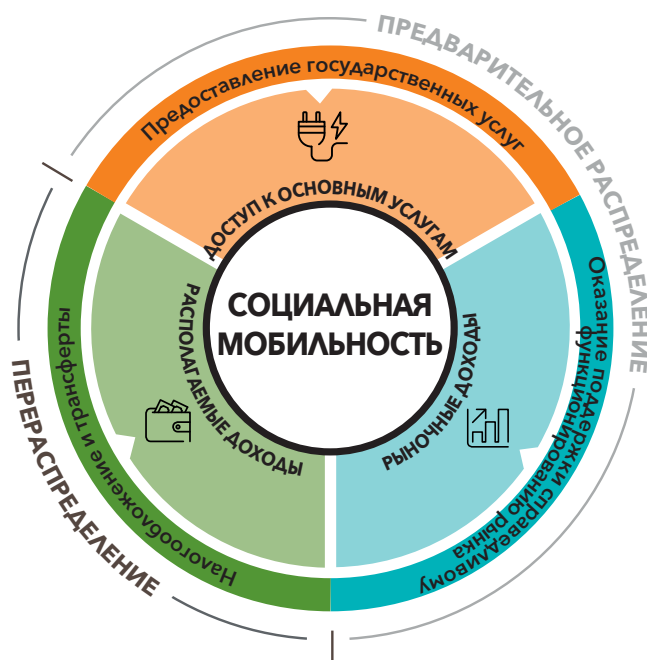 ПРЕДВАРИТЕЛЬНОЕ РАСПРЕДЕЛЕНИЕ
Предоставление государственных услуг
ДОСТУП К ОСНОВНЫМ УСЛУГАМ
СОЦИАЛЬНАЯ
МОБИЛЬНОСТЬ
РАСПОЛАГАЕМЫЕ ДОХОДЫ
РЫНОЧНЫЕ ДОХОДЫ
Оказание поддержки справедливому
функционированию рынка
Налогообложение и трансферты
ПЕРЕРАСПРЕДЕЛЕНИЕ